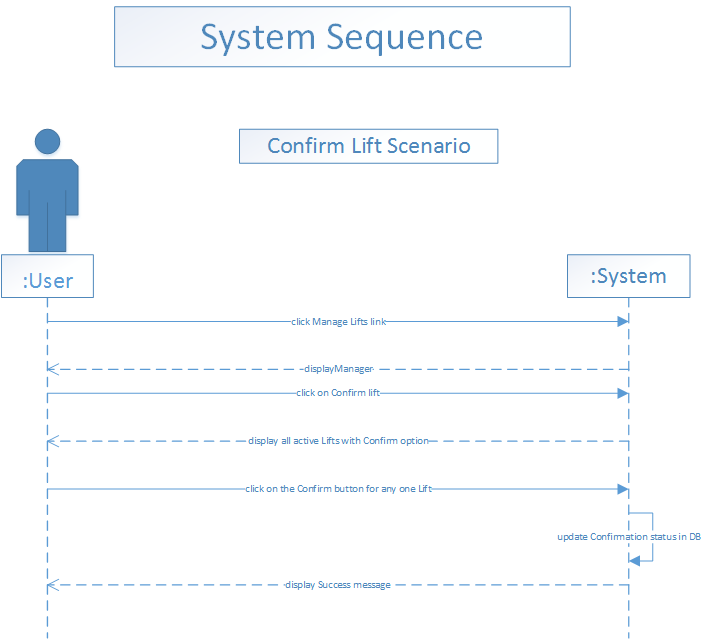 System Sequence
Confirm Lift Scenario
:User
:System
click Manage Lifts link
displayManager
click on Confirm lift
display all active Lifts with Confirm option
click on the Confirm button for any one Lift
update Confirmation status in DB
display Success message